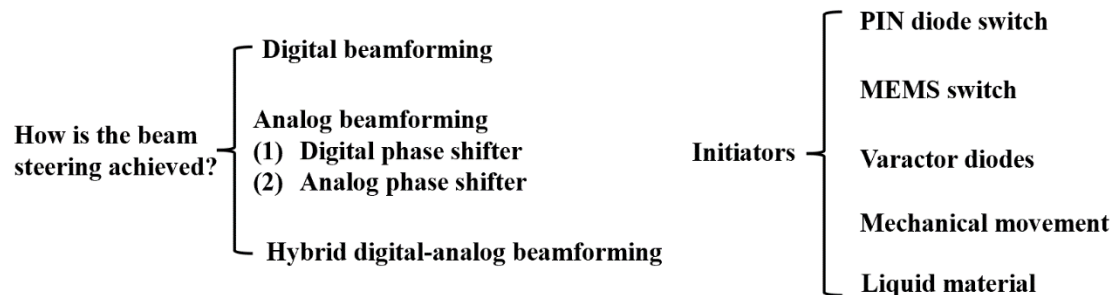 How is the beam
steering achieved?
Digital beamforming
Analog beamforming
(1) Digital phase shifter
(2) Analog phase shifter
Hybrid digital-analog beamforming
Initiators
PIN diode switch
MEMS switch
Varactor diodes
Mechanical movement
Liquid material